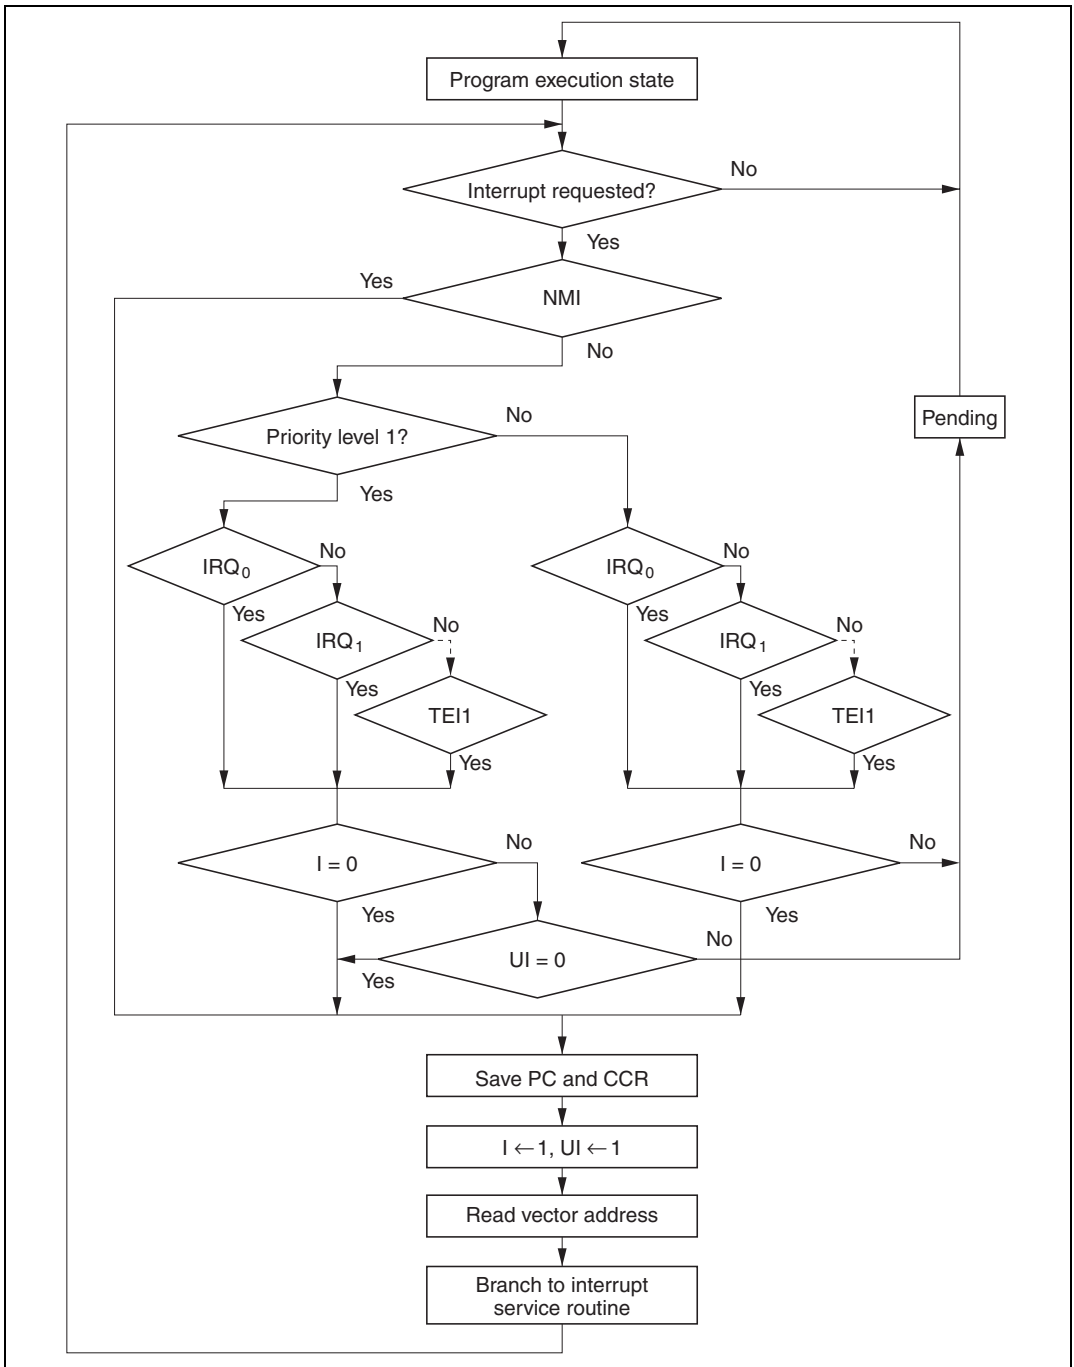 Program execution state
Interrupt requested?
No
Yes
Yes
NMI
No
Pending
Priority level 1?
No
Yes
IRQ0
No
IRQ0
No
Yes
Yes
IRQ1
No
IRQ1
No
Yes
Yes
TEI1
TEI1
Yes
Yes
I = 0
No
I = 0
No
Yes
Yes
UI = 0
No
Yes
Save PC and CCR
I ← 1, UI ← 1
Read vector address
Branch to interrupt
service routine